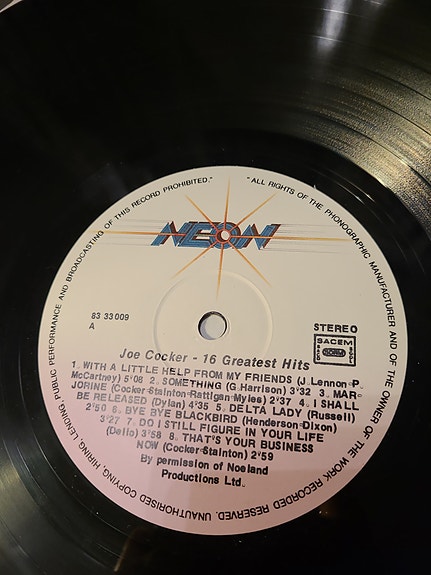 "ALL RIGHTS OF THE PHONOGRAPHIC MANUFACTURER AND OF THE OWNER OF THE WORK RECORDED RESERVED. UNAUTHORISED COPYING, HIRING, LENDING, PUBLIC PERFORMANCE AND BROADCASTING OF THIS RECORD PROHIBITED."
NEON
83 33 009
A
STEREO
SACEM
Joe Cocker - 16 Greatest Hits
1. WITH A LITTLE HELP FROM MY FRIENDS (J Lennon-P.
McCartney) 5'08 2. SOMETHING (G Harrison) 3'32 3. MAR-
JORINE (Cocker-Stainton-Rattigan-Myles) 2'37 4. I SHALL
BE RELEASED (Dylan) 4'35 5. DELTA LADY (Russell)
2'50 6. BYE BYE BLACKBIRD (Henderson-Dixon)
3'27 7. DO I STILL FIGURE IN YOUR LIFE
(Dello) 3'58 8. THAT'S YOUR BUSINESS
NOW (Cocker-Stainton) 2'59
By permission of Noeland
Productions Ltd.